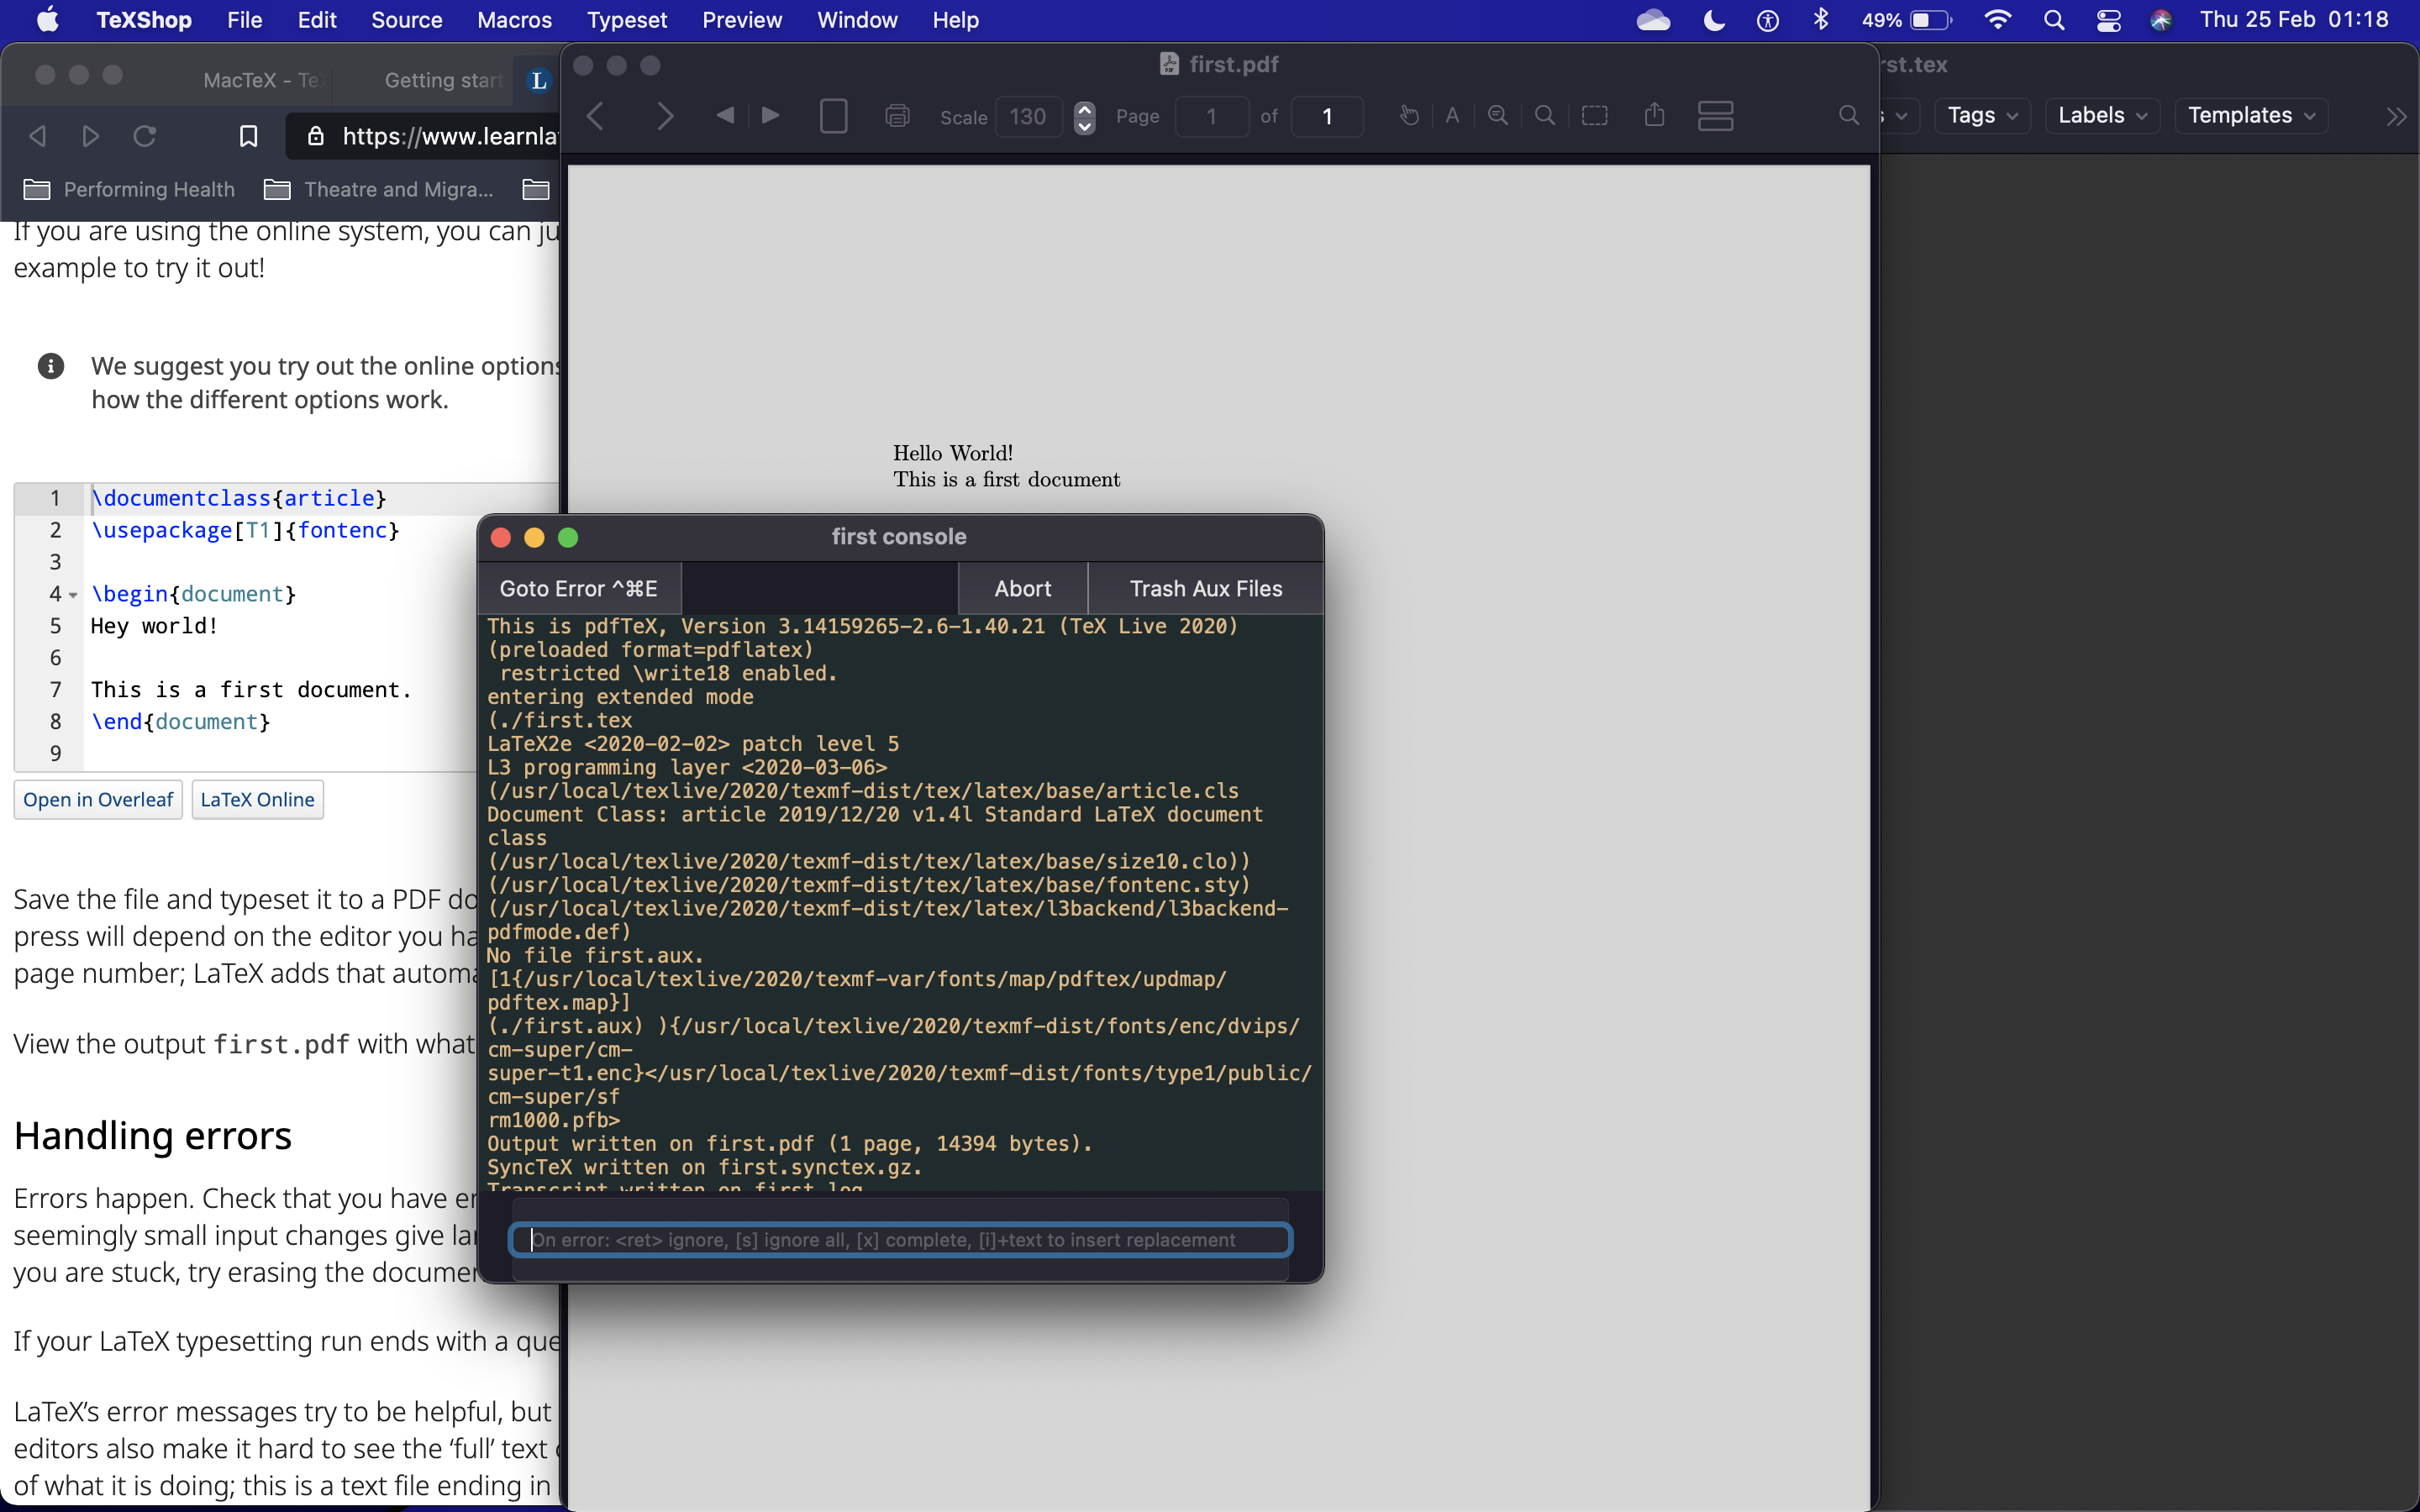 TeXShop File Edit Source Macros Typeset Preview Window Help 49% Thu 25 Feb 01:18
MacTeX - TeX
Getting start
L
https://www.learnla
Performing Health
Theatre and Migra...
If you are using the online system, you can ju
example to try it out!
We suggest you try out the online options
how the different options work.
1 \documentclass{article}
2 \usepackage[T1]{fontenc}
3
4 \begin{document}
5 Hey world!
6
7 This is a first document.
8 \end{document}
9
Open in Overleaf
LaTeX Online
Save the file and typeset it to a PDF do
press will depend on the editor you ha
page number; LaTeX adds that automa
View the output first.pdf with what
Handling errors
Errors happen. Check that you have er
seemingly small input changes give lar
you are stuck, try erasing the documen
If your LaTeX typesetting run ends with a que
LaTeX’s error messages try to be helpful, but
editors also make it hard to see the ‘full’ text o
of what it is doing; this is a text file ending in
first.pdf
Scale 130 Page 1 of 1
A
rst.tex
s
Tags
Labels
Templates
Hello World!
This is a first document
first console
Goto Error ^⌘E
Abort
Trash Aux Files
This is pdfTeX, Version 3.14159265-2.6-1.40.21 (TeX Live 2020)
(preloaded format=pdflatex)
restricted \write18 enabled.
entering extended mode
(./first.tex
LaTeX2e <2020-02-02> patch level 5
L3 programming layer <2020-03-06>
(/usr/local/texlive/2020/texmf-dist/tex/latex/base/article.cls
Document Class: article 2019/12/20 v1.4l Standard LaTeX document
class
(/usr/local/texlive/2020/texmf-dist/tex/latex/base/size10.clo))
(/usr/local/texlive/2020/texmf-dist/tex/latex/base/fontenc.sty)
(/usr/local/texlive/2020/texmf-dist/tex/latex/l3backend/l3backend-
pdfmode.def)
No file first.aux.
[1{/usr/local/texlive/2020/texmf-var/fonts/map/pdftex/updmap/
pdftex.map}]
(./first.aux) ){/usr/local/texlive/2020/texmf-dist/fonts/enc/dvips/
cm-super/cm-
super-t1.enc}</usr/local/texlive/2020/texmf-dist/fonts/type1/public/
cm-super/sf
rm1000.pfb>
Output written on first.pdf (1 page, 14394 bytes).
SyncTeX written on first.synctex.gz.
Transcript written on first.log
On error: <ret> ignore, [s] ignore all, [x] complete, [i]+text to insert replacement